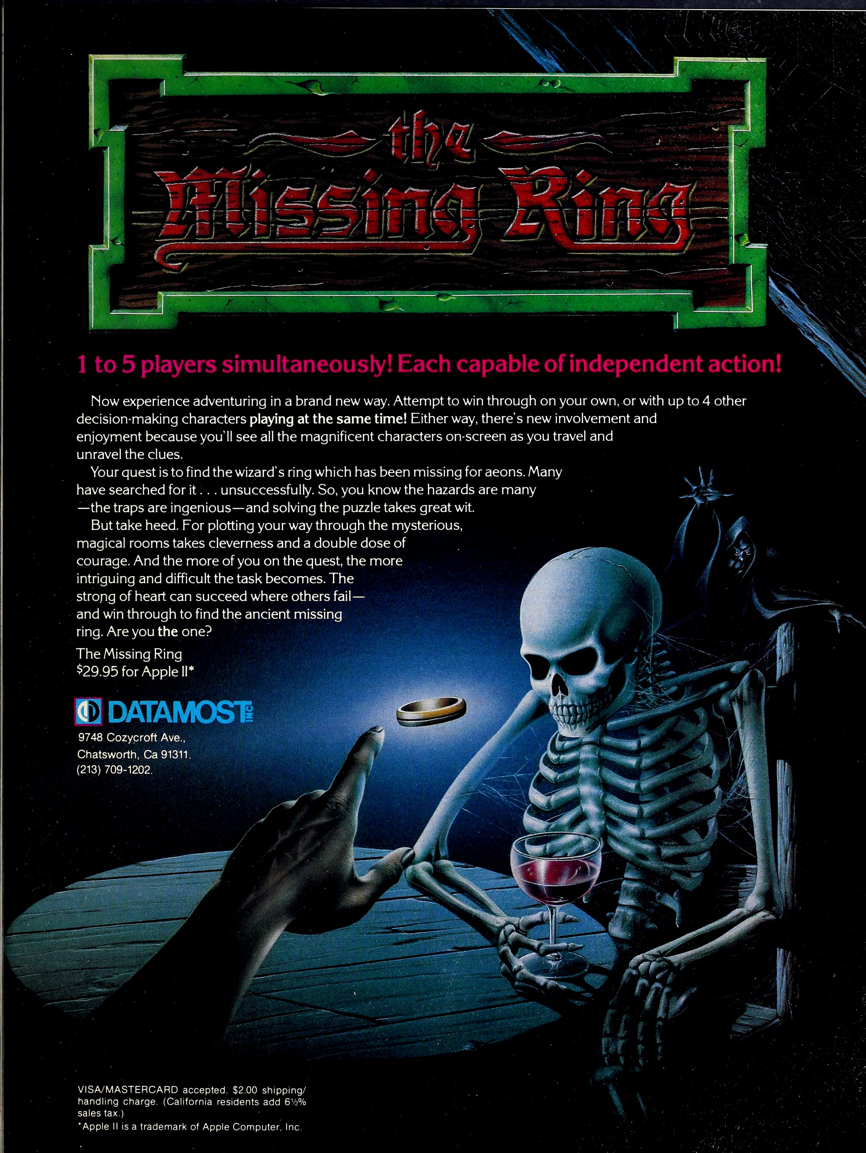 the
Missing Ring
1 to 5 players simultaneously! Each capable of independent action!
Now experience adventuring in a brand new way. Attempt to win through on your own, or with up to 4 other
decision-making characters playing at the same time! Either way, there's new involvement and
enjoyment because you'll see all the magnificent characters on-screen as you travel and
unravel the clues.
Your quest is to find the wizard's ring which has been missing for aeons. Many
have searched for it . . . unsuccessfully. So, you know the hazards are many
—the traps are ingenious—and solving the puzzle takes great wit.
But take heed. For plotting your way through the mysterious,
magical rooms takes cleverness and a double dose of
courage. And the more of you on the quest, the more
intriguing and difficult the task becomes. The
strong of heart can succeed where others fail—
and win through to find the ancient missing
ring. Are you the one?
The Missing Ring
$29.95 for Apple II*
DATAMOST INC
9748 Cozycroft Ave.,
Chatsworth, Ca 91311.
(213) 709-1202.
VISA/MASTERCARD accepted. $2.00 shipping/
handling charge. (California residents add 6½%
sales tax.)
*Apple II is a trademark of Apple Computer, Inc.